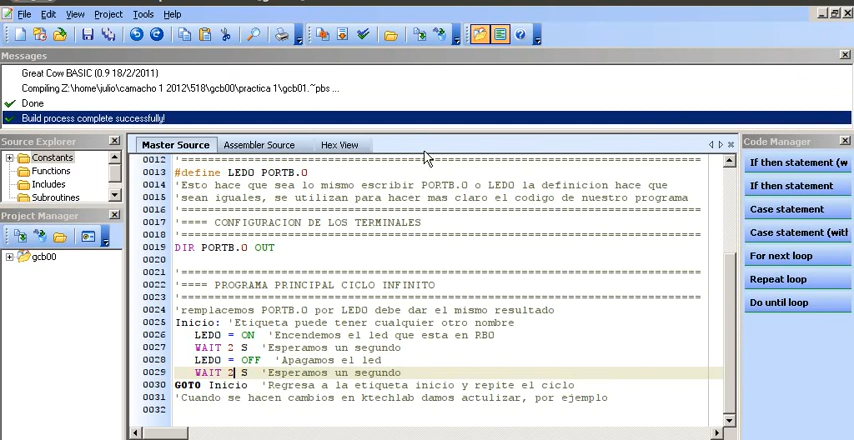 File Edit View Project Tools Help
Messages
Great Cow BASIC (0.9 18/2/2011)
Compiling Z:\home\julio\camacho 1 2012\518\gcb00\practica 1\gcb01.~pbs ...
Done
Build process complete successfully!
Source Explorer
Constants
Functions
Includes
Subroutines
Project Manager
gcb00
Master Source Assembler Source Hex View
0012 '=====================================================================
0013 #define LED0 PORTB.0
0014 'Esto hace que sea lo mismo escribir PORTB.0 o LED0 la definicion hace que
0015 'sean iguales, se utilizan para hacer mas claro el codigo de nuestro programa
0016 '=====================================================================
0017 '==== CONFIGURACION DE LOS TERMINALES
0018 '=====================================================================
0019 DIR PORTB.0 OUT
0020
0021 '=====================================================================
0022 '==== PROGRAMA PRINCIPAL CICLO INFINITO
0023 '=====================================================================
0024 'remplacemos PORTB.0 por LED0 debe dar el mismo resultado
0025 Inicio: 'Etiqueta puede tener cualquier otro nombre
0026 LED0 = ON 'Encendemos el led que esta en RB0
0027 WAIT 2 S 'Esperamos un segundo
0028 LED0 = OFF 'Apagamos el led
0029 WAIT 2 S 'Esperamos un segundo
0030 GOTO Inicio 'Regresa a la etiqueta inicio y repite el ciclo
0031 'Cuando se hacen cambios en ktechlab damos actulizar, por ejemplo
0032
Code Manager
If then statement (w
If then statement
Case statement
Case statement (with
For next loop
Repeat loop
Do until loop